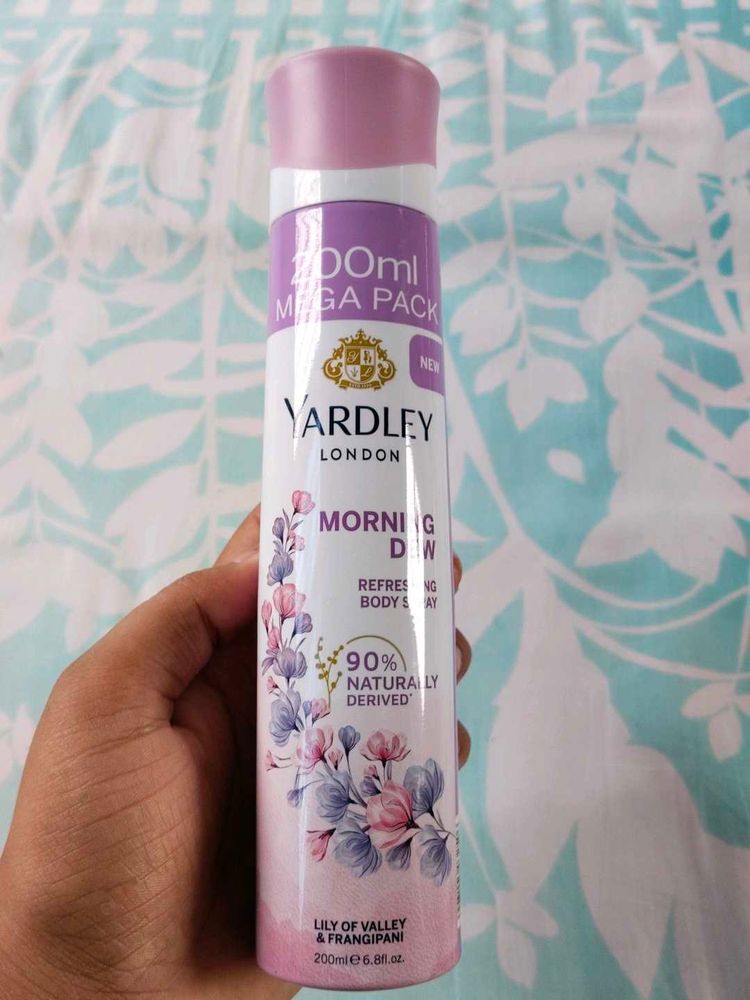 200ml
MEGA PACK
NEW
YARDLEY
LONDON
MORNING
DEW
REFRESHING
BODY SPRAY
90%
NATURALLY
DERIVED*
LILY OF VALLEY
& FRANGIPANI
200ml e 6.8fl.oz.